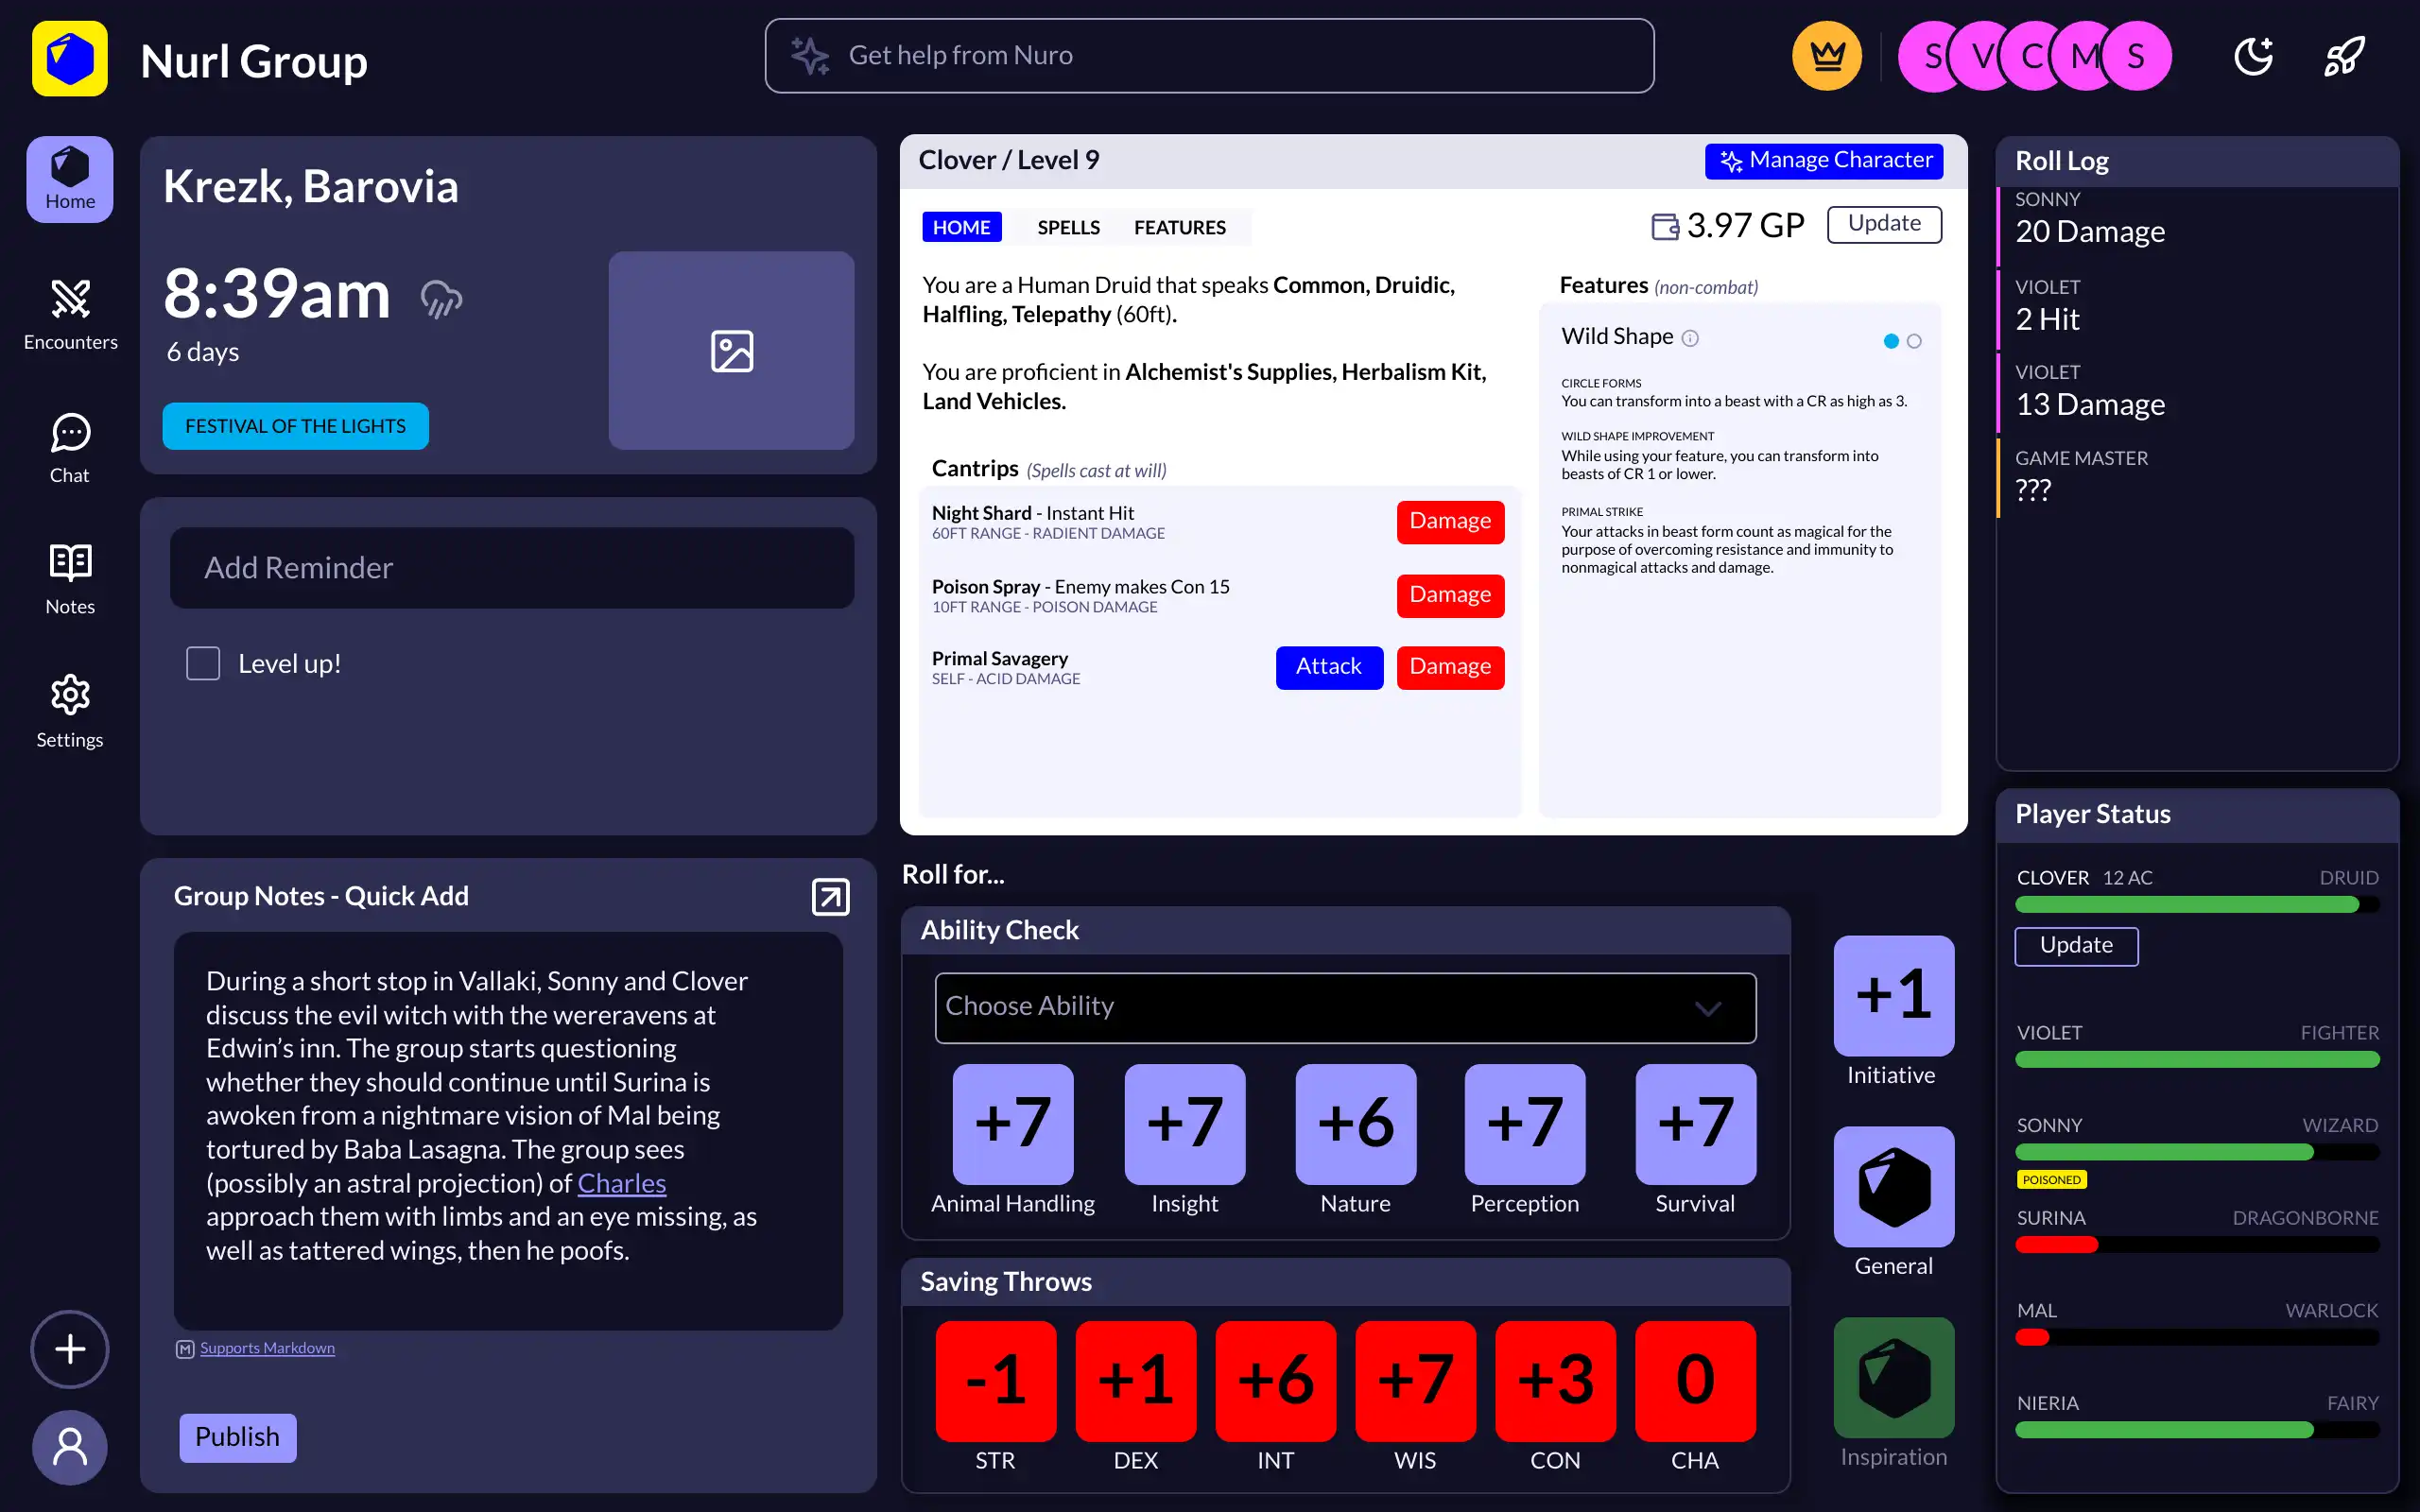 Nurl Group
Get help from Nuro
S V C M S
Home
Encounters
Chat
Notes
Settings
Krezk, Barovia
8:39am
6 days
FESTIVAL OF THE LIGHTS
Add Reminder
Level up!
Group Notes - Quick Add
During a short stop in Vallaki, Sonny and Clover
discuss the evil witch with the wereravens at
Edwin’s inn. The group starts questioning
whether they should continue until Surina is
awoken from a nightmare vision of Mal being
tortured by Baba Lasagna. The group sees
(possibly an astral projection) of Charles
approach them with limbs and an eye missing, as
well as tattered wings, then he poofs.
M Supports Markdown
Publish
Clover / Level 9
Manage Character
HOME SPELLS FEATURES
3.97 GP
Update
You are a Human Druid that speaks Common, Druidic,
Halfling, Telepathy (60ft).
You are proficient in Alchemist's Supplies, Herbalism Kit,
Land Vehicles.
Cantrips (Spells cast at will)
Night Shard - Instant Hit
60FT RANGE - RADIENT DAMAGE
Damage
Poison Spray - Enemy makes Con 15
10FT RANGE - POISON DAMAGE
Damage
Primal Savagery
SELF - ACID DAMAGE
Attack
Damage
Features (non-combat)
Wild Shape
CIRCLE FORMS
You can transform into a beast with a CR as high as 3.
WILD SHAPE IMPROVEMENT
While using your feature, you can transform into
beasts of CR 1 or lower.
PRIMAL STRIKE
Your attacks in beast form count as magical for the
purpose of overcoming resistance and immunity to
nonmagical attacks and damage.
Roll for...
Ability Check
Choose Ability
+7 +7 +6 +7 +7
Animal Handling Insight Nature Perception Survival
Saving Throws
-1 +1 +6 +7 +3 0
STR DEX INT WIS CON CHA
+1
Initiative
General
Inspiration
Roll Log
SONNY
20 Damage
VIOLET
2 Hit
VIOLET
13 Damage
GAME MASTER
???
Player Status
CLOVER 12 AC DRUID
Update
VIOLET FIGHTER
SONNY WIZARD
POISONED
SURINA DRAGONBORNE
MAL WARLOCK
NIERIA FAIRY